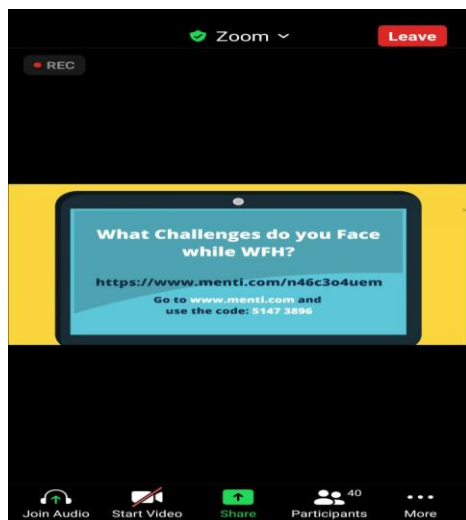 Zoom
Leave
REC
What Challenges do you Face
while WFH?
https://www.menti.com/n46c3o4uem
Go to www.menti.com and
use the code: 5147 3896
40
Join Audio Start Video Share Participants More